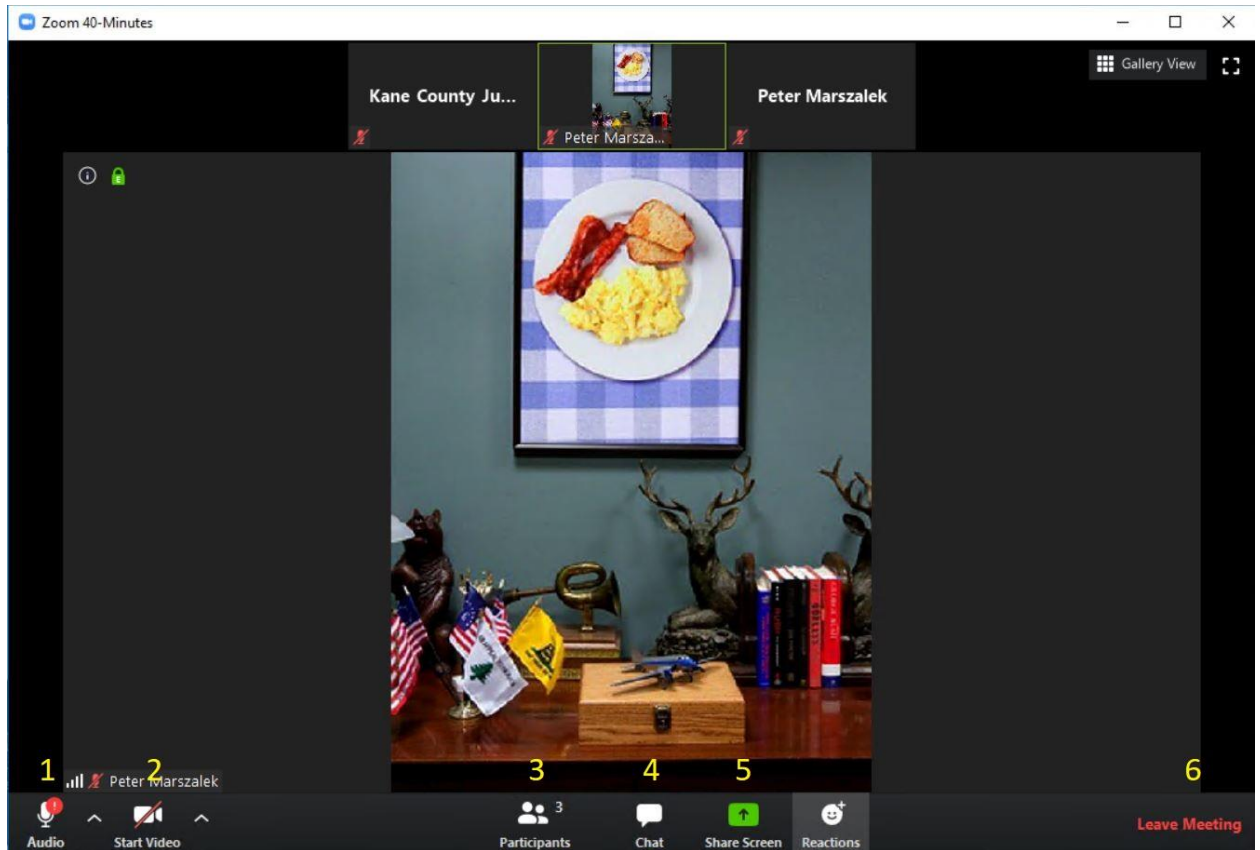 Zoom 40-Minutes
Gallery View
Kane County Ju...
Peter Marsza...
Peter Marszalek
1
2
3
4
5
6
Peter Marszalek
3
Audio
Start Video
Participants
Chat
Share Screen
Reactions
Leave Meeting